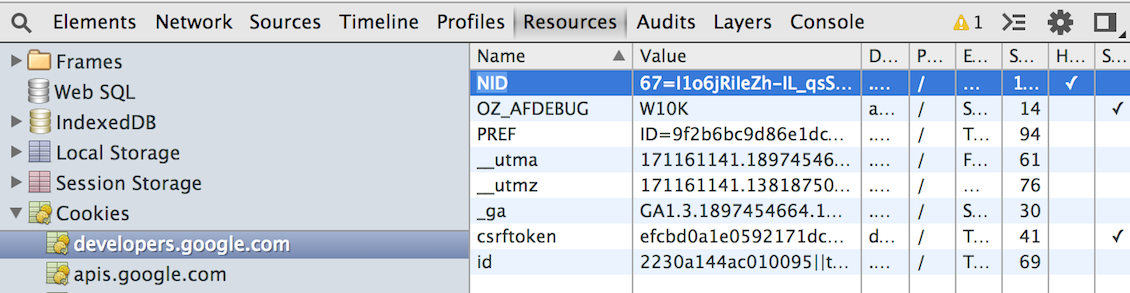 Elements Network Sources Timeline Profiles Resources Audits Layers Console 1
Frames
Web SQL
IndexedDB
Local Storage
Session Storage
Cookies
developers.google.com
apis.google.com
Name Value D... P... E... S... H... S...
NID 67=I1o6jRiIeZh-IL_qsS... .... / ... 1... ✓
OZ_AFDEBUG W10K a... / S... 14 ✓
PREF ID=9f2b6bc9d86e1dc... .... / T... 94
__utma 171161141.18974546... .... / F... 61
__utmz 171161141.13818750... .... / ... 76
_ga GA1.3.1897454664.1... .... / S... 30
csrftoken efcbd0a1e0592171dc... d... / T... 41 ✓
id 2230a144ac010095||t... .... / T... 69